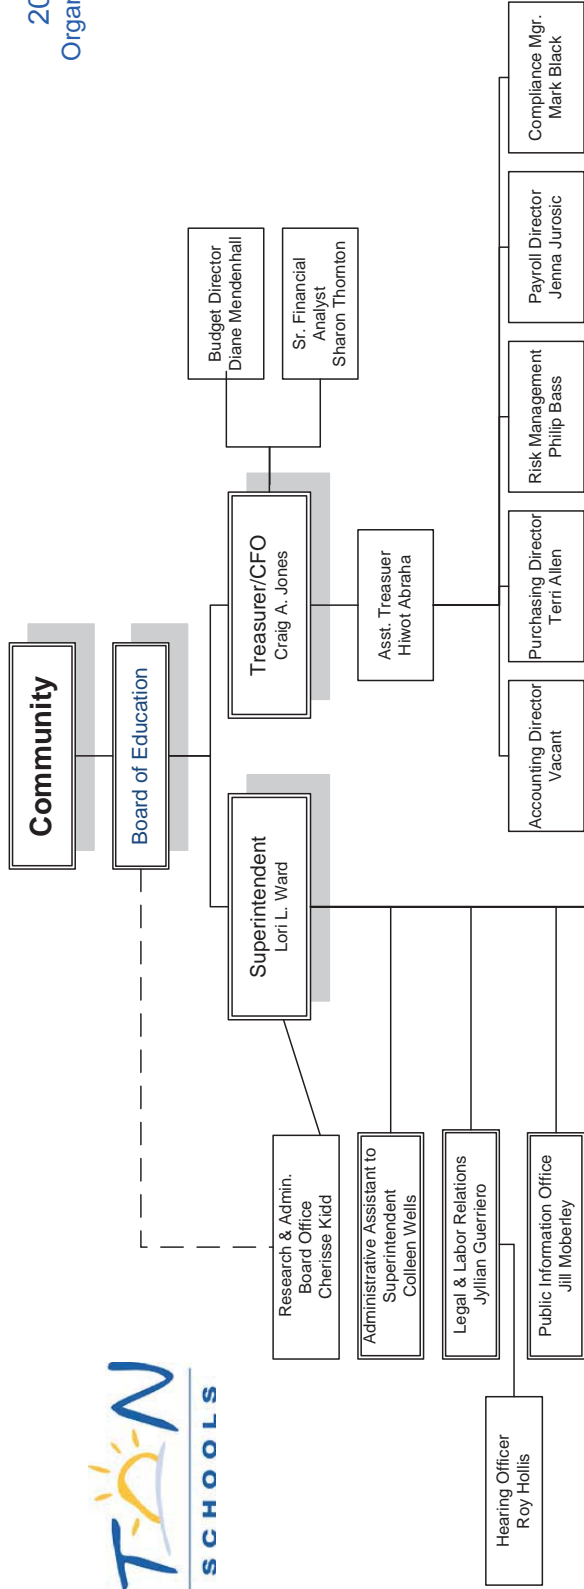 T N
SCHOOLS
20
Organ
Community
Board of Education
Superintendent
Lori L. Ward
Treasurer/CFO
Craig A. Jones
Budget Director
Diane Mendenhall
Sr. Financial
Analyst
Sharon Thornton
Research & Admin.
Board Office
Cherisse Kidd
Administrative Assistant to
Superintendent
Colleen Wells
Legal & Labor Relations
Jyllian Guerriero
Public Information Office
Jill Moberley
Hearing Officer
Roy Hollis
Asst. Treasuer
Hiwot Abraha
Accounting Director
Vacant
Purchasing Director
Terri Allen
Risk Management
Philip Bass
Payroll Director
Jenna Jurosic
Compliance Mgr.
Mark Black